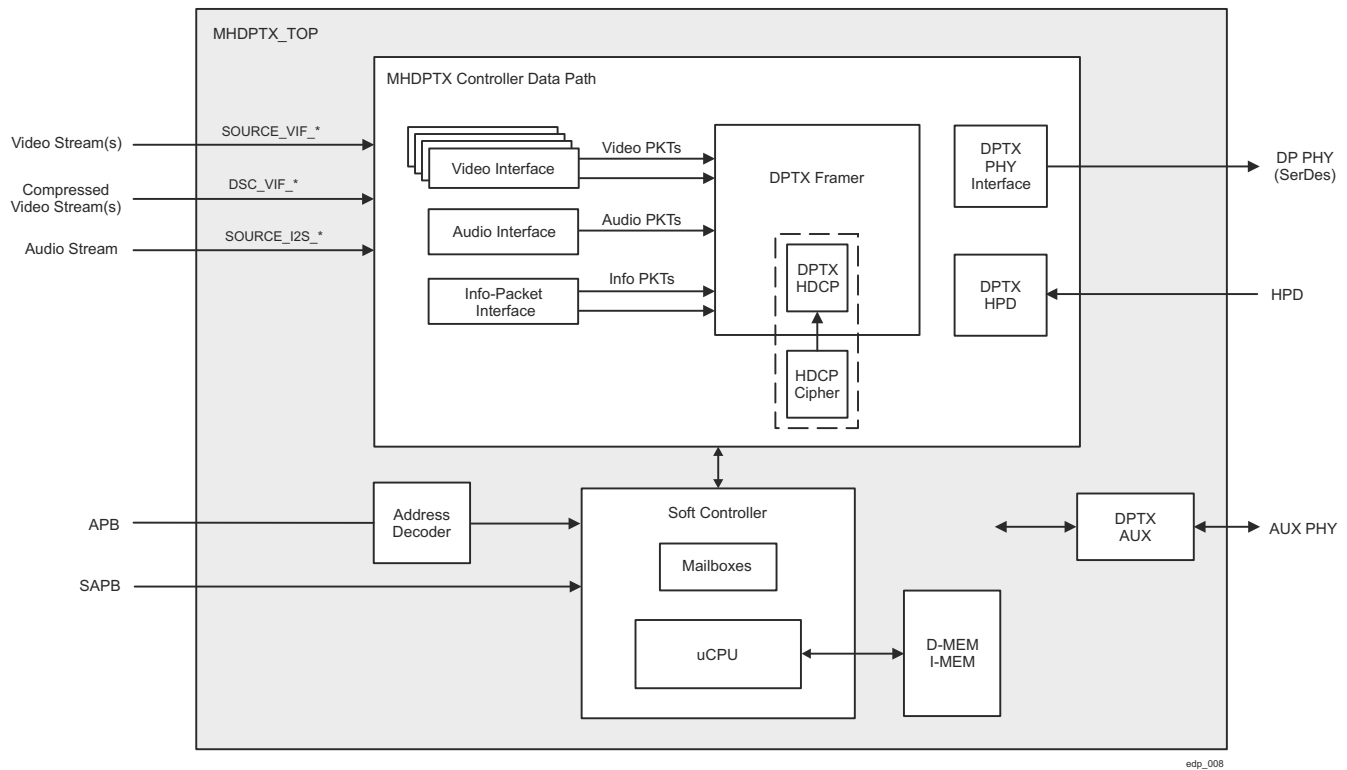 MHDPTX_TOP
MHDPTX Controller Data Path
Video Stream(s)
SOURCE_VIF_*
Compressed
Video Stream(s)
DSC_VIF_*
Audio Stream
SOURCE_I2S_*
Video Interface
Video PKTs
Audio Interface
Audio PKTs
Info-Packet
Interface
Info PKTs
DPTX Framer
DPTX
HDCP
HDCP
Cipher
DPTX
PHY
Interface
DP PHY
(SerDes)
DPTX
HPD
HPD
APB
Address
Decoder
SAPB
Soft Controller
Mailboxes
uCPU
D-MEM
I-MEM
DPTX
AUX
AUX PHY
edp_008